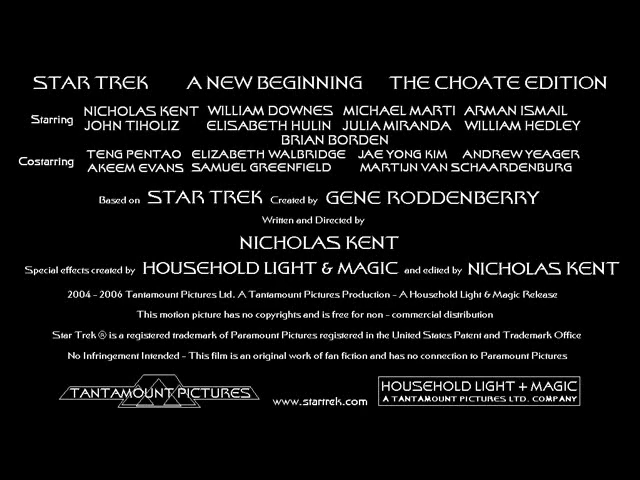 STAR TREK A NEW BEGINNING THE CHOATE EDITION
Starring NICHOLAS KENT WILLIAM DOWNES MICHAEL MARTI ARMAN ISMAIL
JOHN TIHOLIZ ELISABETH HULIN JULIA MIRANDA WILLIAM HEDLEY
BRIAN BORDEN
Costarring TENG PENTAO ELIZABETH WALBRIDGE JAE YONG KIM ANDREW YEAGER
AKEEM EVANS SAMUEL GREENFIELD MARTIJN VAN SCHAARDENBURG
Based on STAR TREK Created by GENE RODDENBERRY
Written and Directed by
NICHOLAS KENT
Special effects created by HOUSEHOLD LIGHT & MAGIC and edited by NICHOLAS KENT
2004 - 2006 Tantamount Pictures Ltd. A Tantamount Pictures Production - A Household Light & Magic Release
This motion picture has no copyrights and is free for non - commercial distribution
Star Trek ® is a registered trademark of Paramount Pictures registered in the United States Patent and Trademark Office
No Infringement Intended - This film is an original work of fan fiction and has no connection to Paramount Pictures
TANTAMOUNT PICTURES
www.startrek.com
HOUSEHOLD LIGHT + MAGIC
A TANTAMOUNT PICTURES LTD. COMPANY